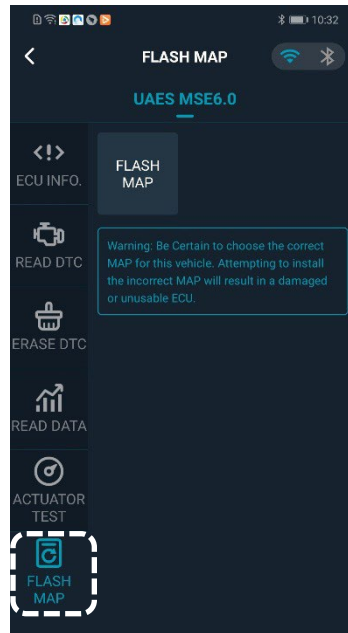 10:32
FLASH MAP
UAES MSE6.0
<!>
ECU INFO.
READ DTC
ERASE DTC
READ DATA
ACTUATOR
TEST
FLASH
MAP
FLASH
MAP
Warning: Be Certain to choose the correct
MAP for this vehicle. Attempting to install
the incorrect MAP will result in a damaged
or unusable ECU.